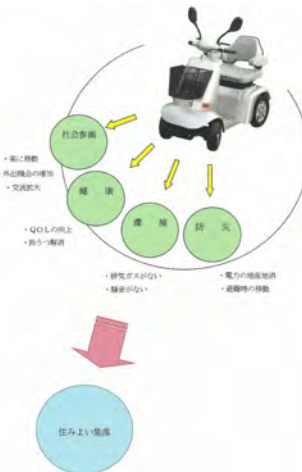 社会参画
・楽に移動
・外出機会の増加
・交流拡大
健 康
・QOLの向上
・抑うつ解消
環 境
・排気ガスがない
・騒音がない
防 災
・電力の地産地消
・避難時の移動
住みよい集落